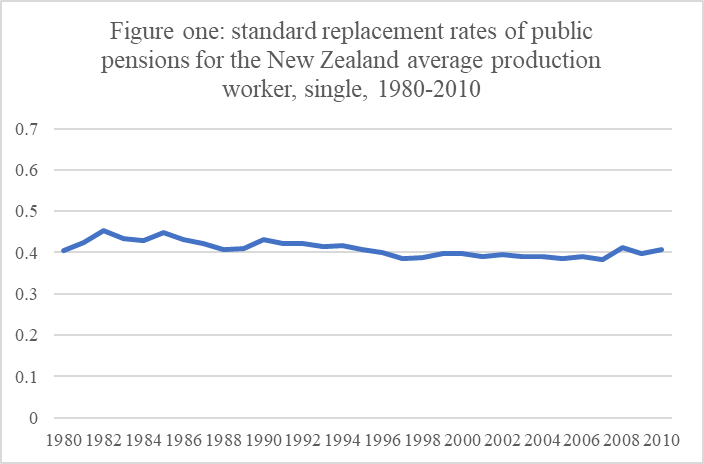 Figure one: standard replacement rates of public
pensions for the New Zealand average production
worker, single, 1980-2010
0.7
0.6
0.5
0.4
0.3
0.2
0.1
0
1980 1982 1984 1986 1988 1990 1992 1994 1996 1998 2000 2002 2004 2006 2008 2010